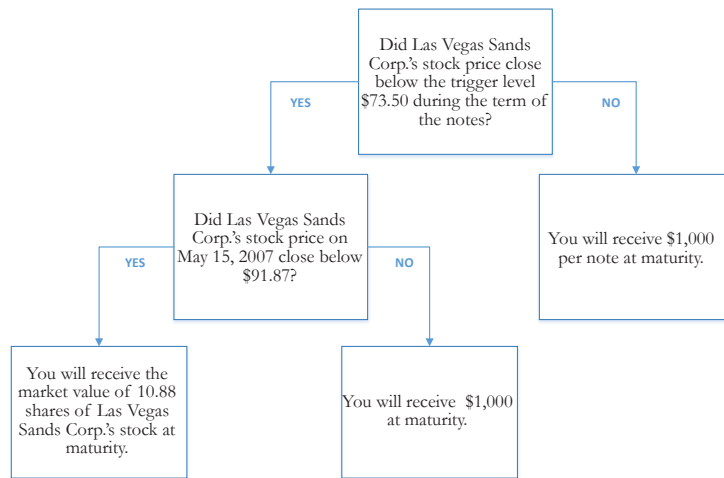 Did Las Vegas Sands
Corp.'s stock price close
below the trigger level
$73.50 during the term of
the notes?
YES
NO
Did Las Vegas Sands
Corp.'s stock price on
May 15, 2007 close below
$91.87?
You will receive $1,000
per note at maturity.
YES
NO
You will receive the
market value of 10.88
shares of Las Vegas
Sands Corp.'s stock at
maturity.
You will receive $1,000
at maturity.